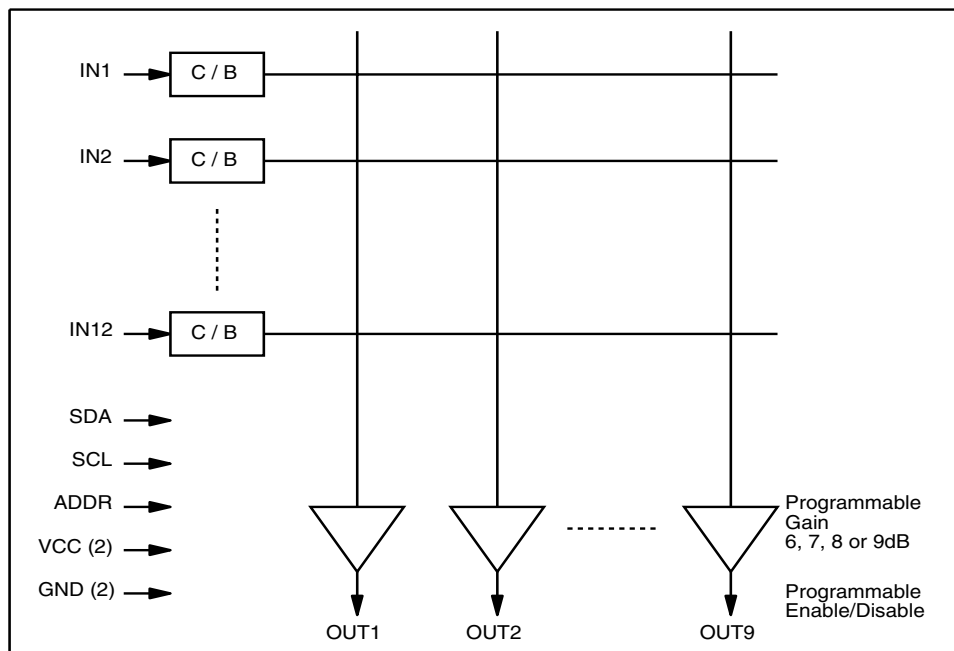 IN1
C / B
IN2
C / B
IN12
C / B
SDA
SCL
ADDR
VCC (2)
GND (2)
Programmable
Gain
6, 7, 8 or 9dB
Programmable
Enable/Disable
OUT1
OUT2
OUT9